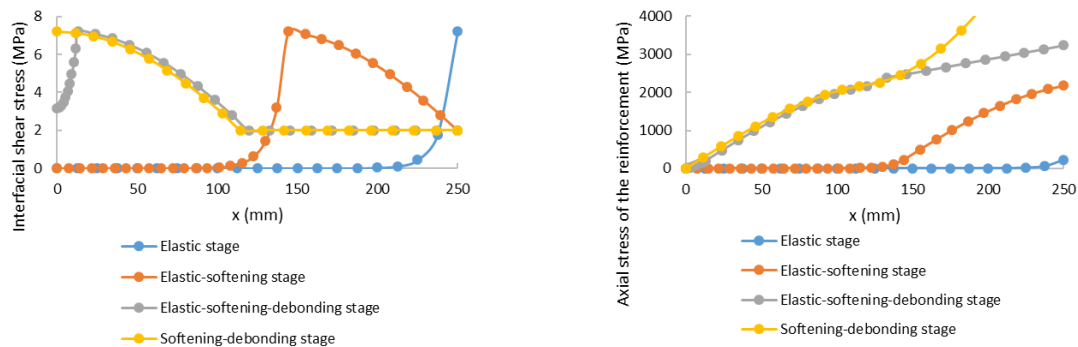 Interfacial shear stress (MPa)
8
6
4
2
0
0
50
100
150
200
250
x (mm)
Elastic stage
Elastic-softening stage
Elastic-softening-debonding stage
Softening-debonding stage
Axial stress of the reinforcement (MPa)
4000
3000
2000
1000
0
0
50
100
150
200
250
x (mm)
Elastic stage
Elastic-softening stage
Elastic-softening-debonding stage
Softening-debonding stage